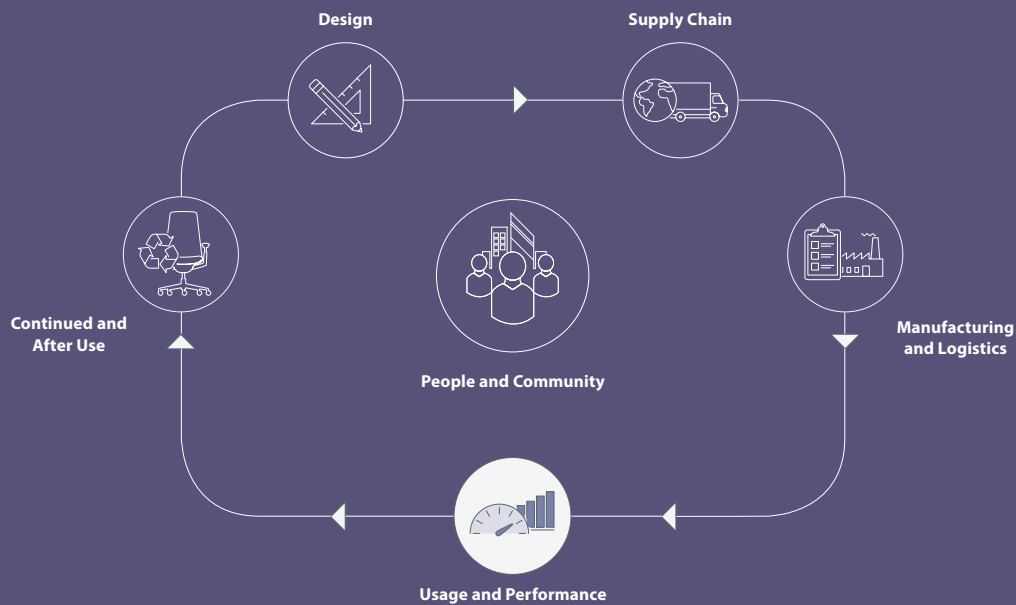 Design
Supply Chain
Continued and
After Use
Manufacturing
and Logistics
People and Community
Usage and Performance